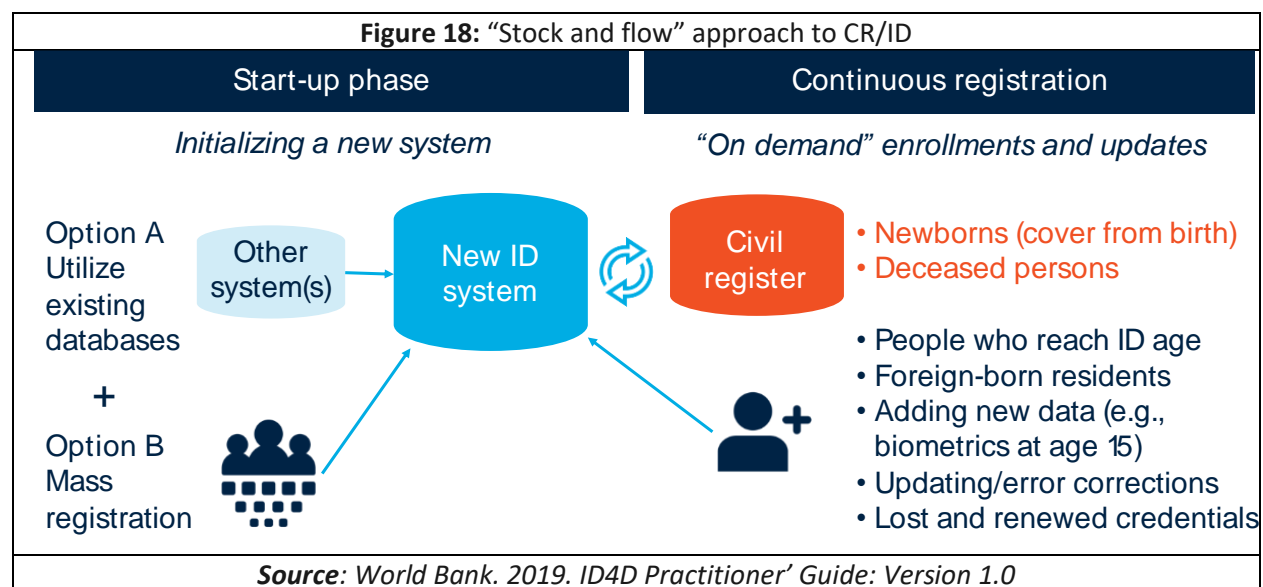 Figure 18: “Stock and flow” approach to CR/ID
Start-up phase
Continuous registration
Initializing a new system
“On demand” enrollments and updates
Option A
Utilize
existing
databases
+
Option B
Mass
registration
Other
system(s)
New ID
system
Civil
register
• Newborns (cover from birth)
• Deceased persons
• People who reach ID age
• Foreign-born residents
• Adding new data (e.g.,
biometrics at age 15)
• Updating/error corrections
• Lost and renewed credentials
Source: World Bank. 2019. ID4D Practitioner’ Guide: Version 1.0